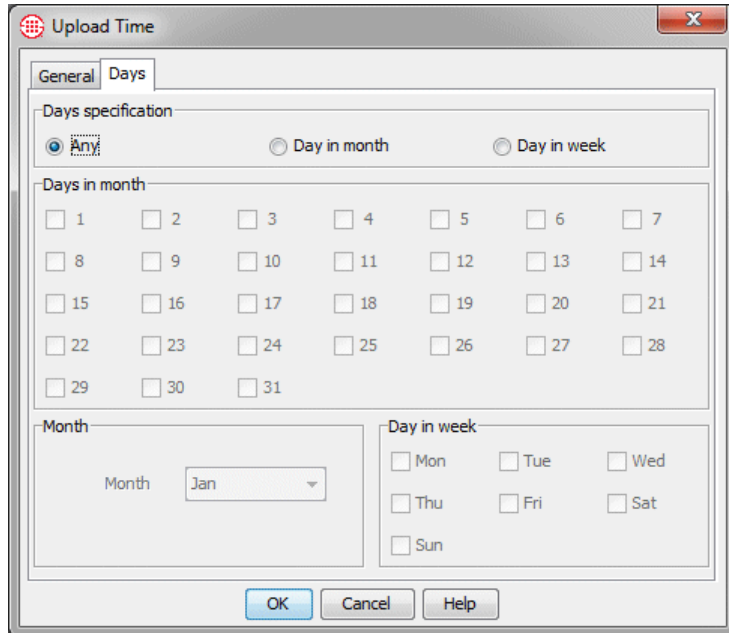 Upload Time
General Days
Days specification
Any Day in month Day in week
Days in month
1 2 3 4 5 6 7
8 9 10 11 12 13 14
15 16 17 18 19 20 21
22 23 24 25 26 27 28
29 30 31
Month
Month Jan
Day in week
Mon Tue Wed
Thu Fri Sat
Sun
OK Cancel Help